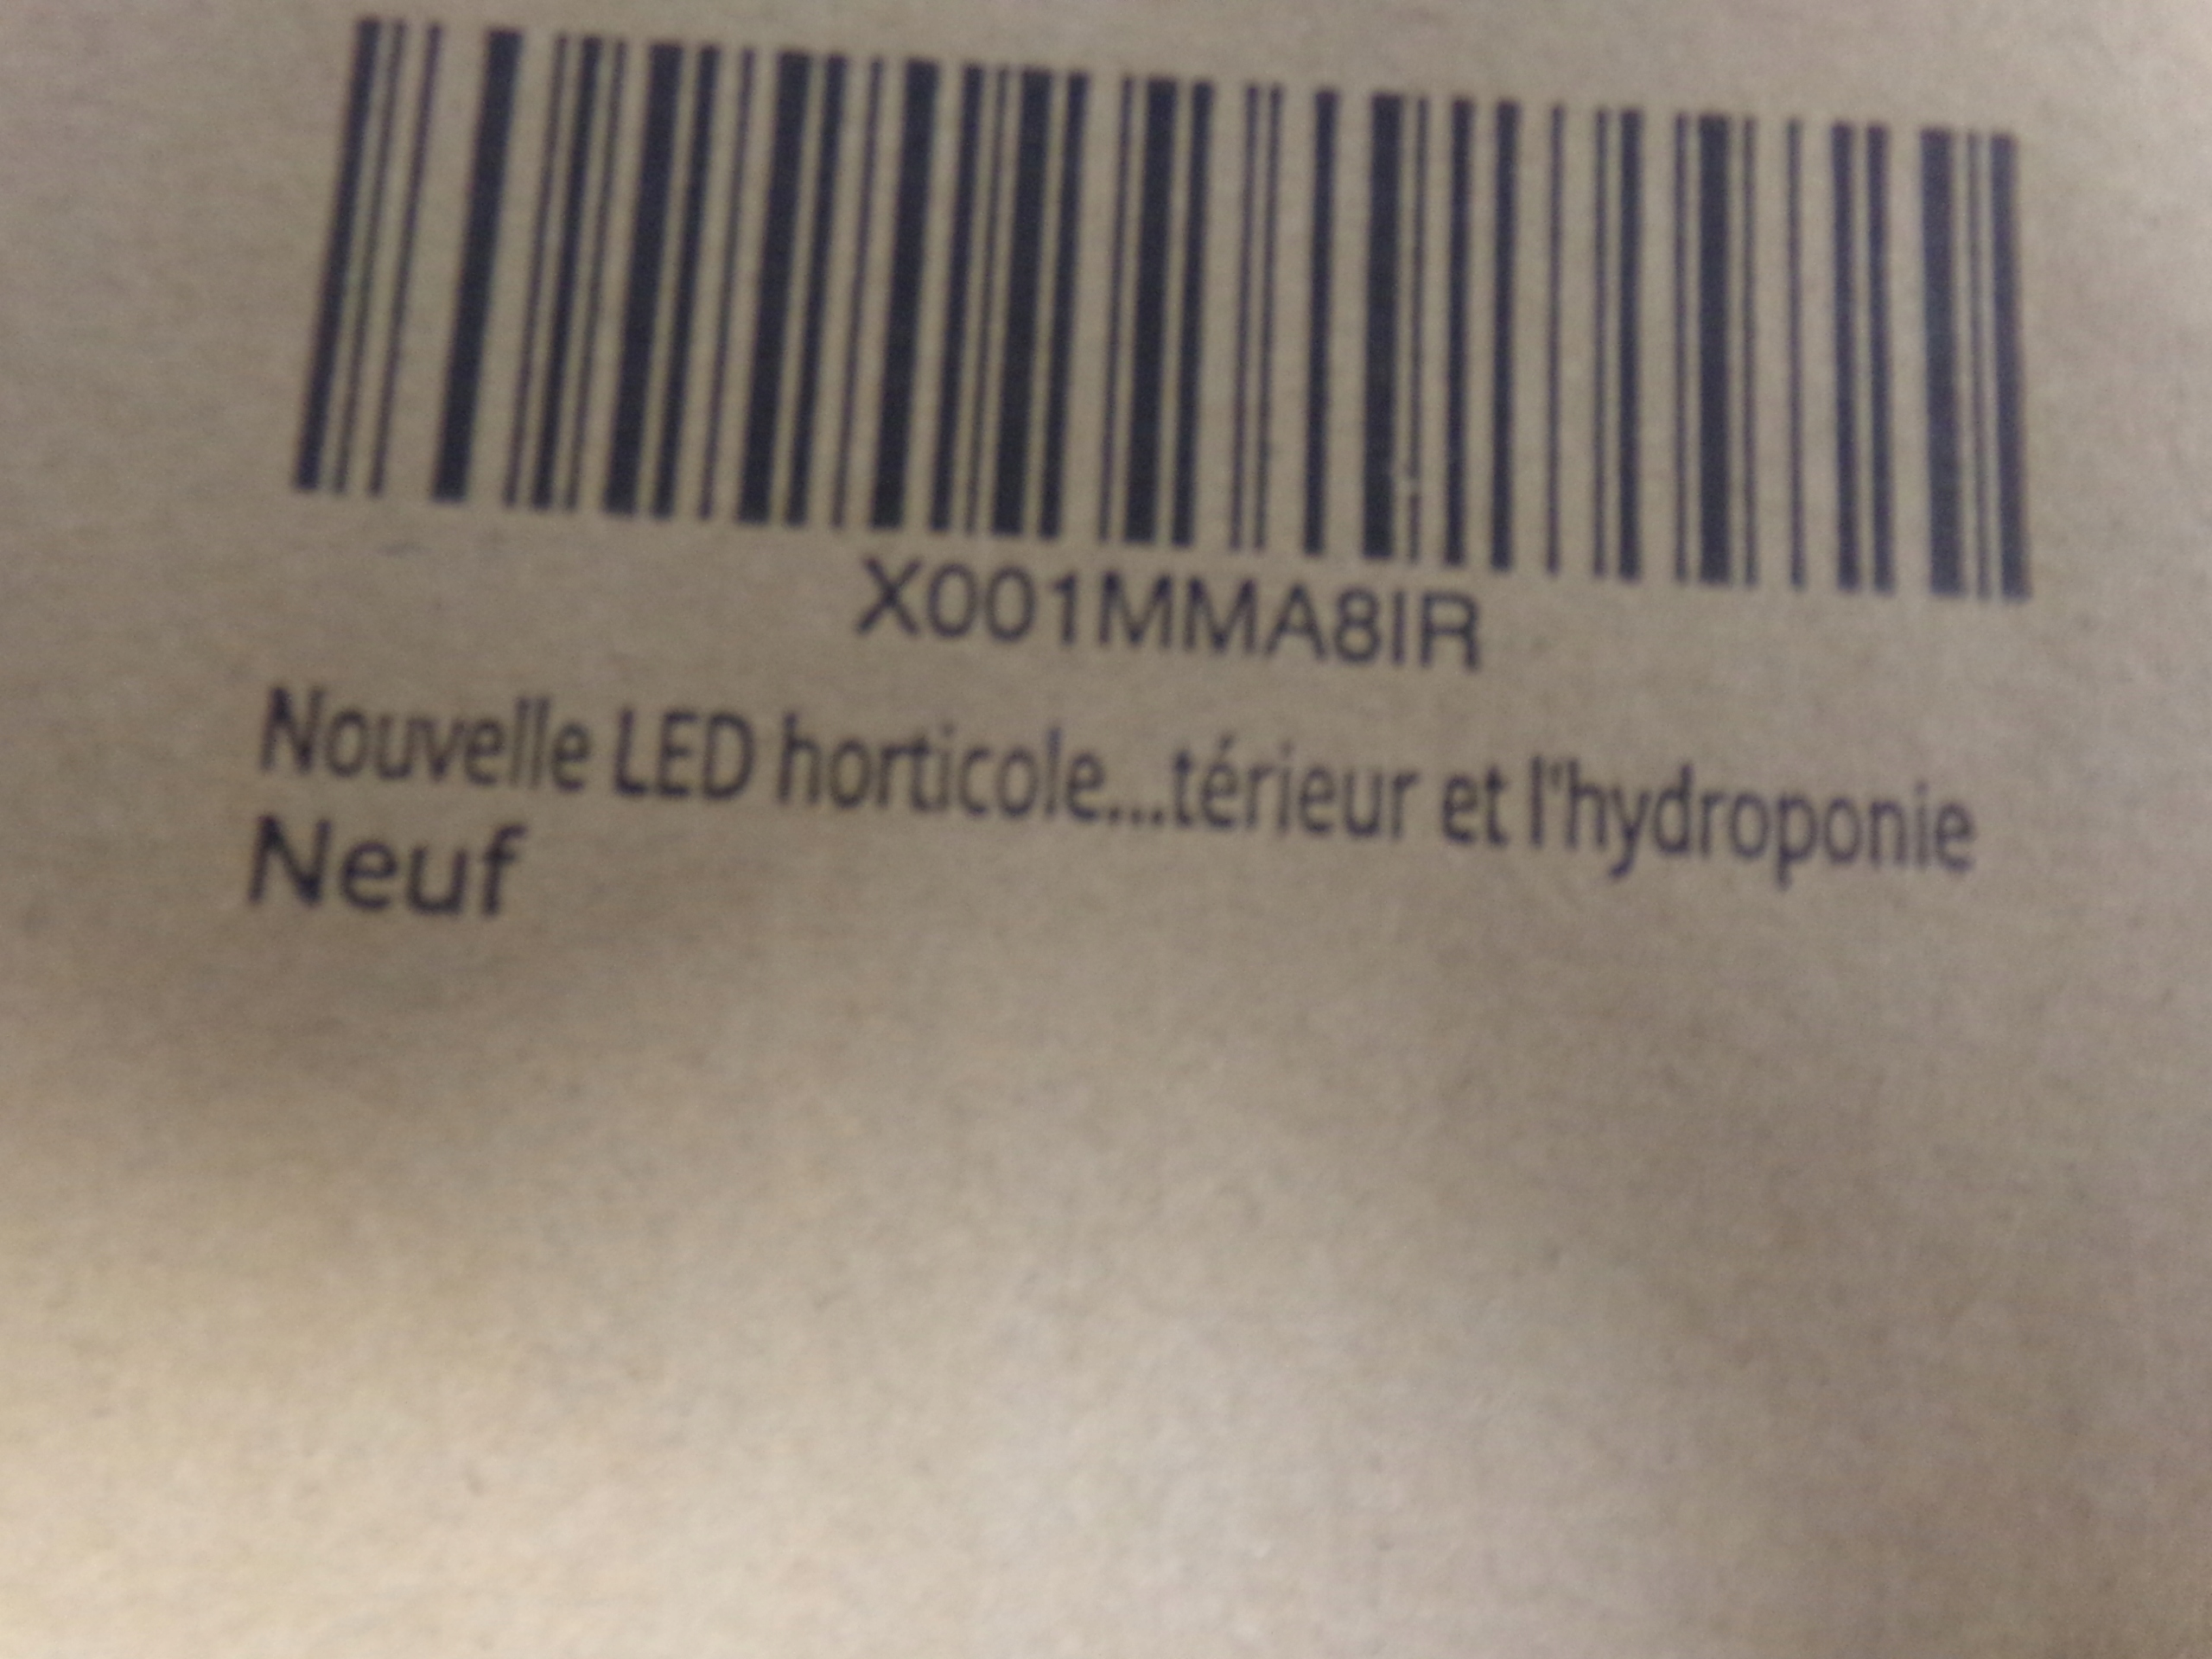 X001MMA8IR
Nouvelle LED horticole...térieur et l'hydroponie
Neuf